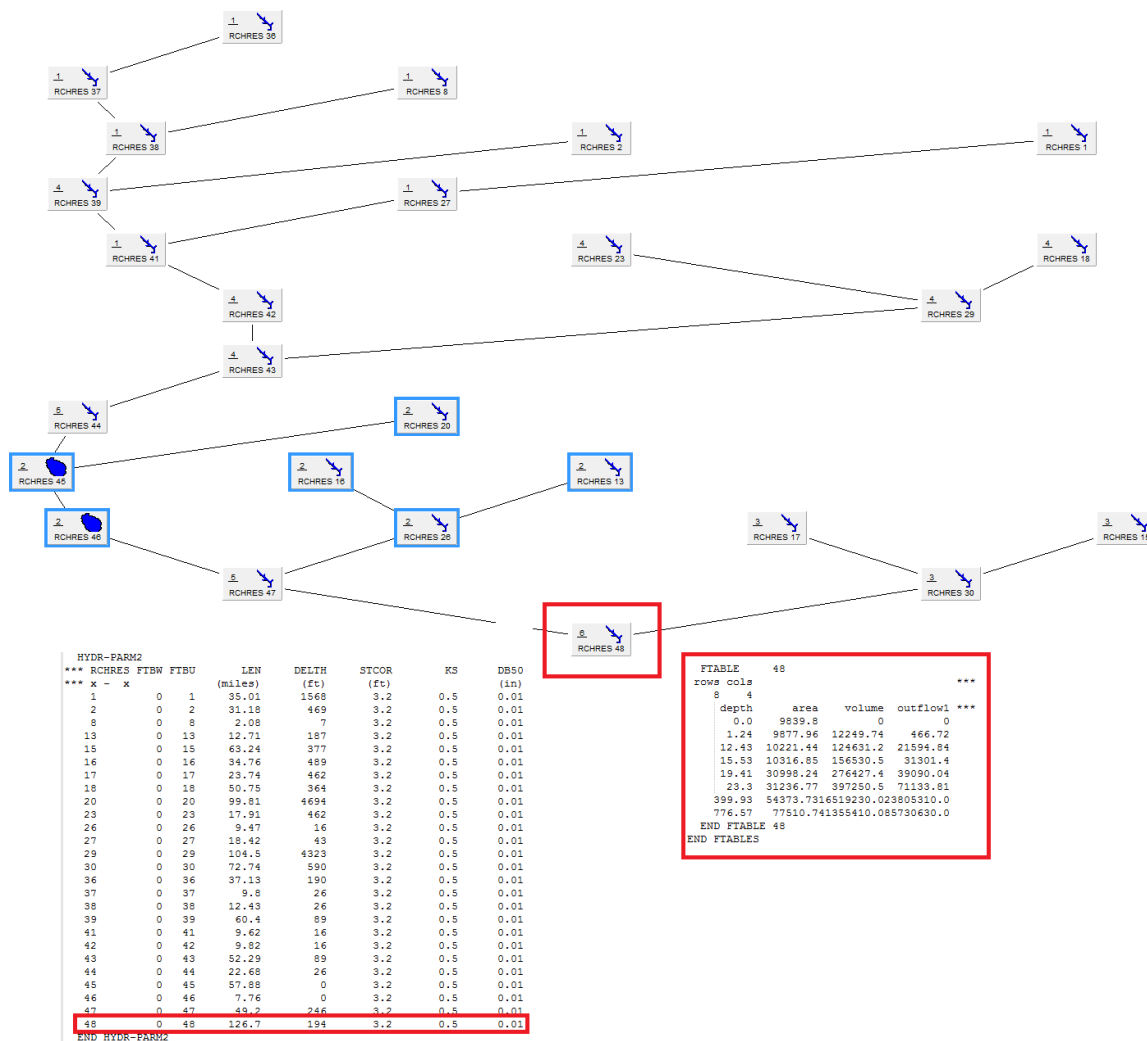 1
RCHRES 36
1
RCHRES 37
1
RCHRES 8
1
RCHRES 38
1
RCHRES 2
1
RCHRES 1
4
RCHRES 39
1
RCHRES 27
1
RCHRES 41
4
RCHRES 23
4
RCHRES 18
4
RCHRES 42
4
RCHRES 29
4
RCHRES 43
5
RCHRES 44
2
RCHRES 20
2
RCHRES 45
2
RCHRES 16
2
RCHRES 13
2
RCHRES 46
2
RCHRES 26
3
RCHRES 17
3
RCHRES 15
5
RCHRES 47
3
RCHRES 30
6
RCHRES 48
HYDR-PARM2
*** RCHRES FTBW FTBU LEN DELTH STCOR KS DB50
*** x - x (miles) (ft) (ft) (in)
1 0 1 35.01 1568 3.2 0.5 0.01
2 0 2 31.18 469 3.2 0.5 0.01
8 0 8 2.08 7 3.2 0.5 0.01
13 0 13 12.71 187 3.2 0.5 0.01
15 0 15 63.24 377 3.2 0.5 0.01
16 0 16 34.76 489 3.2 0.5 0.01
17 0 17 23.74 462 3.2 0.5 0.01
18 0 18 50.75 364 3.2 0.5 0.01
20 0 20 99.81 4694 3.2 0.5 0.01
23 0 23 17.91 462 3.2 0.5 0.01
26 0 26 9.47 16 3.2 0.5 0.01
27 0 27 18.42 43 3.2 0.5 0.01
29 0 29 104.5 4323 3.2 0.5 0.01
30 0 30 72.74 590 3.2 0.5 0.01
36 0 36 37.13 190 3.2 0.5 0.01
37 0 37 9.8 26 3.2 0.5 0.01
38 0 38 12.43 26 3.2 0.5 0.01
39 0 39 60.4 89 3.2 0.5 0.01
41 0 41 9.62 16 3.2 0.5 0.01
42 0 42 9.82 16 3.2 0.5 0.01
43 0 43 52.29 89 3.2 0.5 0.01
44 0 44 22.68 26 3.2 0.5 0.01
45 0 45 57.88 0 3.2 0.5 0.01
46 0 46 7.76 0 3.2 0.5 0.01
47 0 47 49.2 246 3.2 0.5 0.01
48 0 48 126.7 194 3.2 0.5 0.01
END HYDR-PARM2
FTABLE 48
rows cols ***
8 4
depth area volume outflow1 ***
0.0 9839.8 0 0
1.24 9877.96 12249.74 466.72
12.43 10221.44 124631.2 21594.84
15.53 10316.85 156530.5 31301.4
19.41 30998.24 276427.4 39090.04
23.3 31236.77 397250.5 71133.81
399.93 54373.7316519230.023805310.0
776.57 77510.741355410.085730630.0
END FTABLE 48
END FTABLES